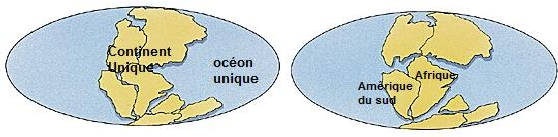 Continent
Unique
océon
unique
Afrique
Amérique
du sud